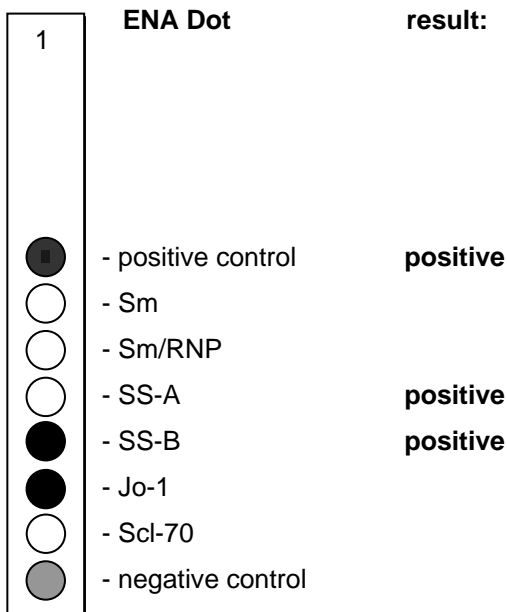 ENA Dot result:
1
- positive control positive
- Sm
- Sm/RNP
- SS-A positive
- SS-B positive
- Jo-1
- Scl-70
- negative control